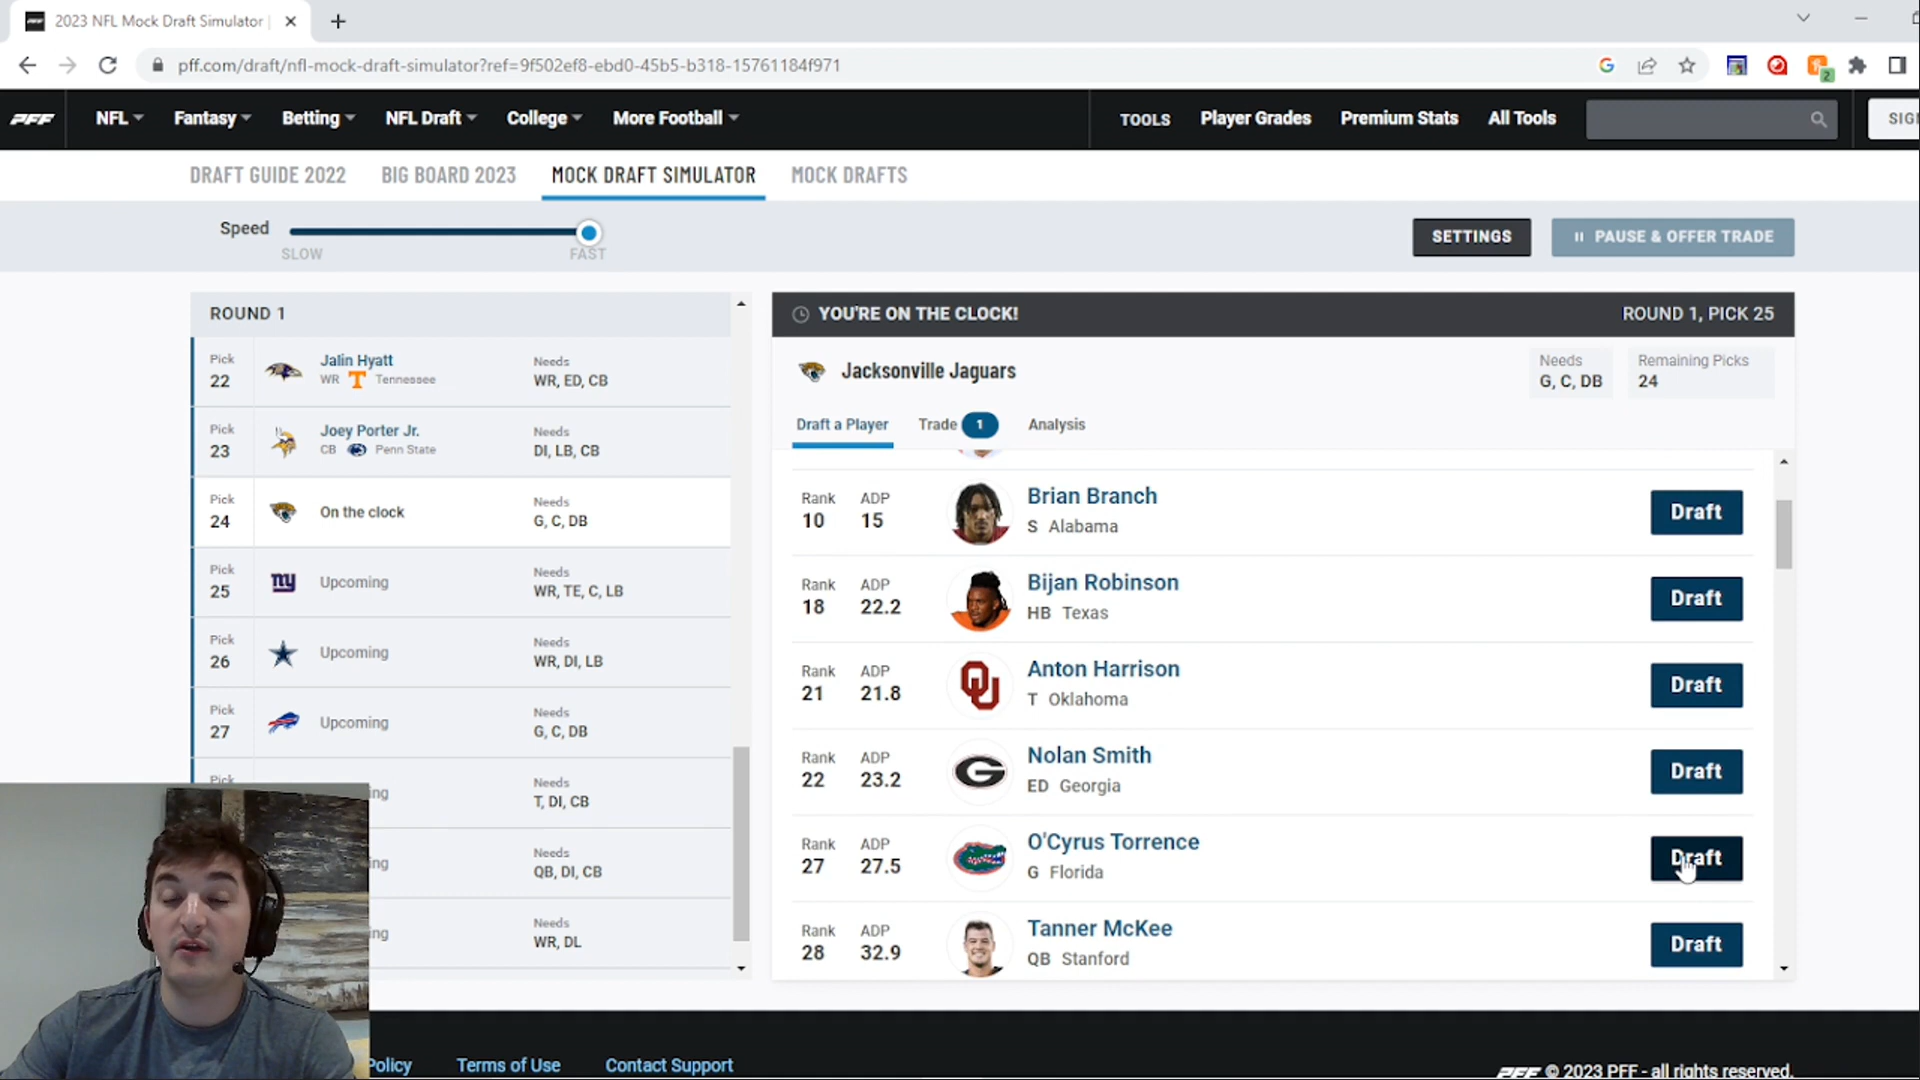 2023 NFL Mock Draft Simulator |
pff.com/draft/nfl-mock-draft-simulator?ref=9f502ef8-ebd0-45b5-b318-15761184f971
2
PFF
NFL
Fantasy
Betting
NFL Draft
College
More Football
TOOLS
Player Grades
Premium Stats
All Tools
SIG
DRAFT GUIDE 2022
BIG BOARD 2023
MOCK DRAFT SIMULATOR
MOCK DRAFTS
Speed
SLOW
FAST
SETTINGS
PAUSE & OFFER TRADE
ROUND 1
Pick 22
Jalin Hyatt
WR T Tennessee
Needs
WR, ED, CB
Pick 23
Joey Porter Jr.
CB Penn State
Needs
DI, LB, CB
Pick 24
On the clock
Needs
G, C, DB
Pick 25
ny
Upcoming
Needs
WR, TE, C, LB
Pick 26
Upcoming
Needs
WR, DI, LB
Pick 27
Upcoming
Needs
G, C, DB
Pick
ng
Needs
T, DI, CB
ng
Needs
QB, DI, CB
ng
Needs
WR, DL
YOU'RE ON THE CLOCK!
ROUND 1, PICK 25
Jacksonville Jaguars
Needs
G, C, DB
Remaining Picks
24
Draft a Player
Trade 1
Analysis
Rank 10
ADP 15
Brian Branch
S Alabama
Draft
Rank 18
ADP 22.2
Bijan Robinson
HB Texas
Draft
Rank 21
ADP 21.8
OU
Anton Harrison
T Oklahoma
Draft
Rank 22
ADP 23.2
G
Nolan Smith
ED Georgia
Draft
Rank 27
ADP 27.5
O'Cyrus Torrence
G Florida
Draft
Rank 28
ADP 32.9
Tanner McKee
QB Stanford
Draft
Policy
Terms of Use
Contact Support
PFF © 2023 PFF - all rights reserved.